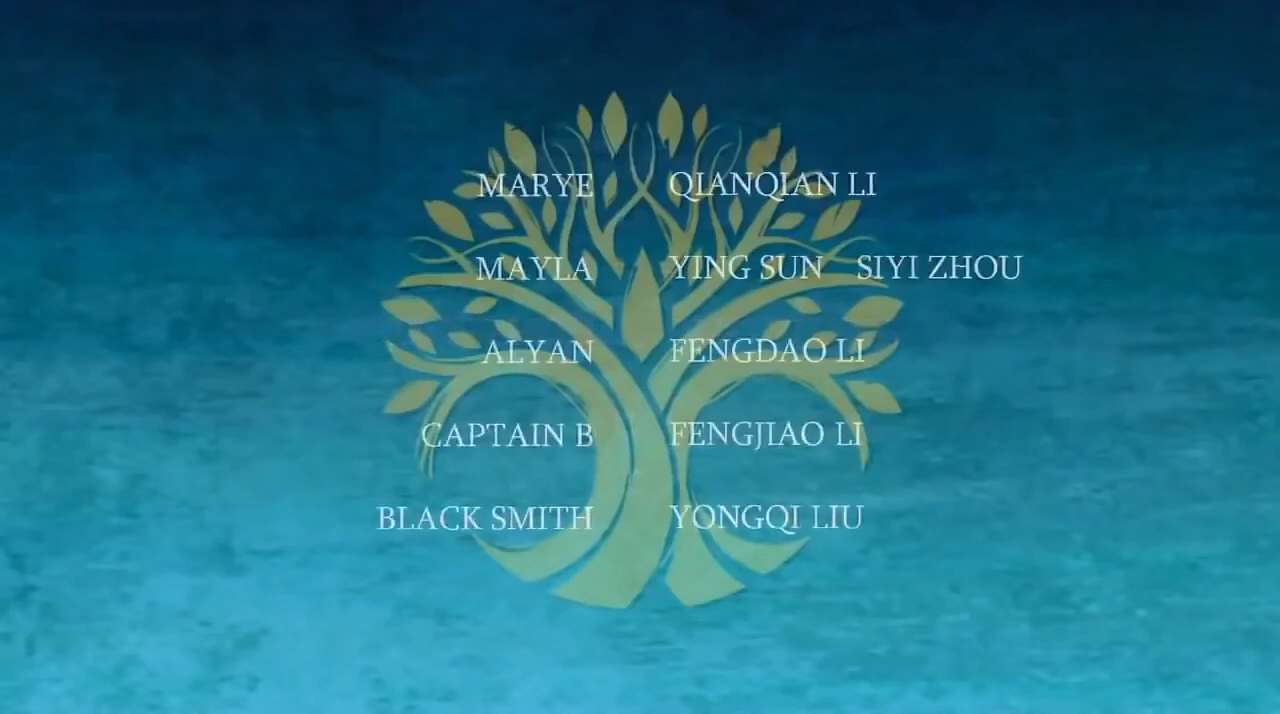 MARYE QIANQIAN LI
MAYLA YING SUN SIYI ZHOU
ALYAN FENGDAO LI
CAPTAIN B FENGJIAO LI
BLACK SMITH YONGQI LIU